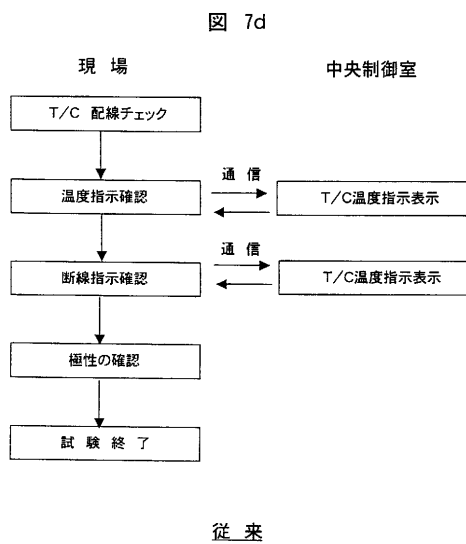 図 7d
現 場
中央制御室
T/C 配線チェック
通 信
温度指示確認
T/C温度指示表示
通 信
断線指示確認
T/C温度指示表示
極性の確認
試 験 終 了
従 来